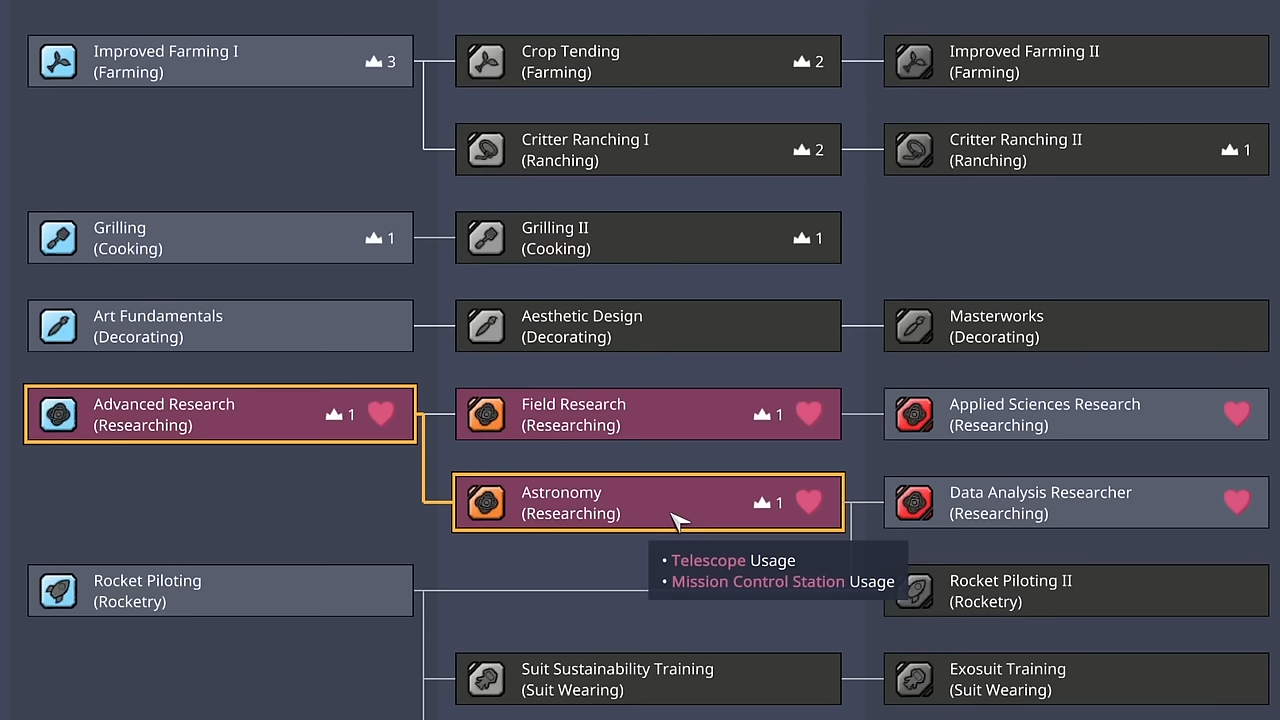 Improved Farming I
(Farming)
3
Crop Tending
(Farming)
2
Improved Farming II
(Farming)
Critter Ranching I
(Ranching)
2
Critter Ranching II
(Ranching)
1
Grilling
(Cooking)
1
Grilling II
(Cooking)
1
Art Fundamentals
(Decorating)
Aesthetic Design
(Decorating)
Masterworks
(Decorating)
Advanced Research
(Researching)
1
Field Research
(Researching)
1
Applied Sciences Research
(Researching)
Astronomy
(Researching)
1
Data Analysis Researcher
(Researching)
• Telescope Usage
• Mission Control Station Usage
Rocket Piloting
(Rocketry)
Rocket Piloting II
(Rocketry)
Suit Sustainability Training
(Suit Wearing)
Exosuit Training
(Suit Wearing)